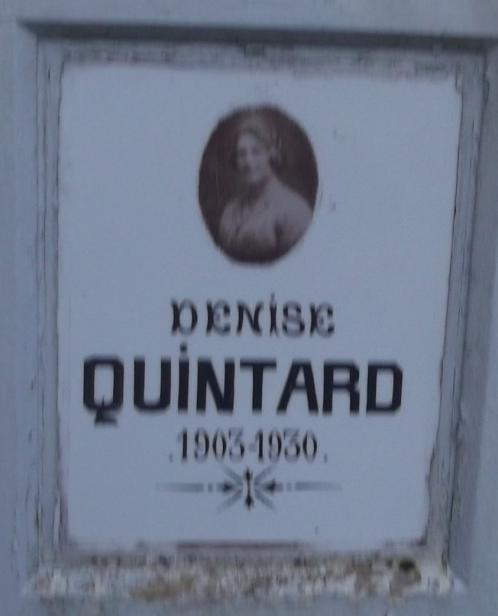 DENiSE
QUiNTARD
.1903-1930.